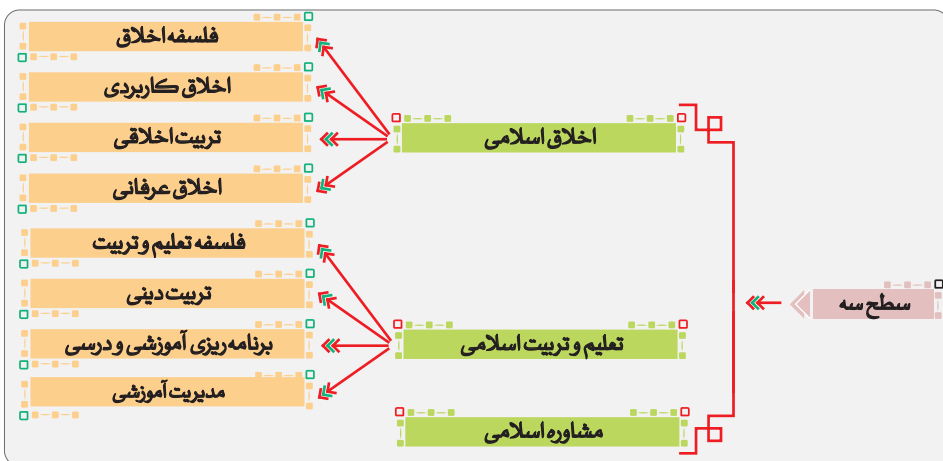 سطح سه
اخلاق اسلامی
فلسفه اخلاق
اخلاق کاربردی
تربیت اخلاقی
اخلاق عرفانی
تعلیم و تربیت اسلامی
فلسفه تعلیم و تربیت
تربیت دینی
برنامه ریزی آموزشی و درسی
مدیریت آموزشی
مشاوره اسلامی